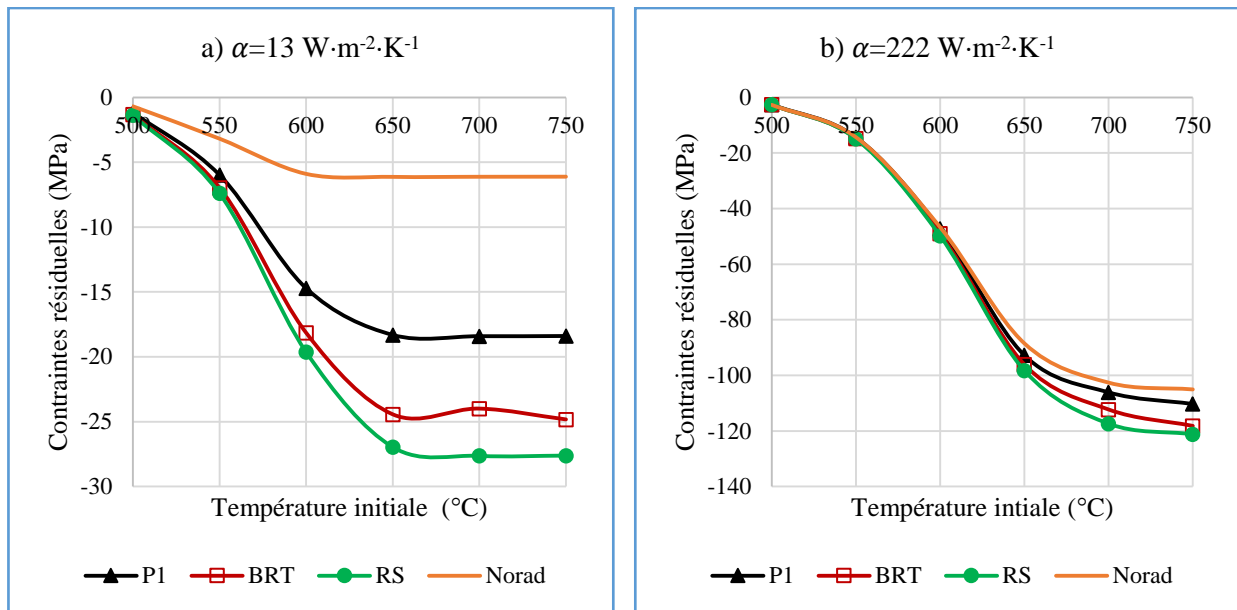 a) 𝛼=13 W·m-2·K-1
0
500 550 600 650 700 750
-5
-10
-15
-20
-25
-30
Contraintes résiduelles (MPa)
Température initiale (°C)
P1 BRT RS Norad
b) 𝛼=222 W·m-2·K-1
0
500 550 600 650 700 750
-20
-40
-60
-80
-100
-120
-140
Contraintes résiduelles (MPa)
Température intiale (°C)
P1 BRT RS Norad